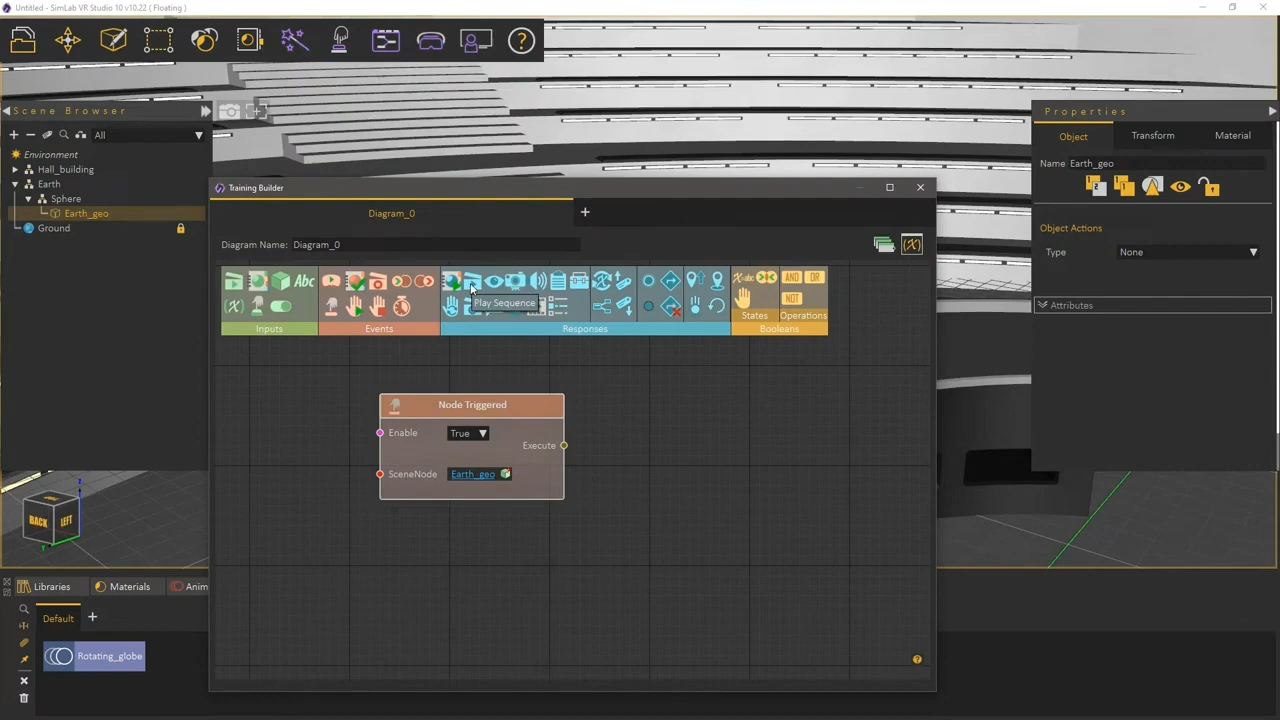 Untitled - SimLab VR Studio 10 v10.22 ( Floating )
Scene Browser
All
Environment
Hall_building
Earth
Sphere
Earth_geo
Ground
Training Builder
Diagram_0
Diagram Name: Diagram_0
Abc
(x)
Play Sequence
X=abc
AND OR
NOT
States Operations
Inputs
Events
Responses
Booleans
Node Triggered
Enable True
Execute
SceneNode Earth_geo
Properties
Object Transform Material
Name Earth_geo
Object Actions
Type None
Attributes
BACK LEFT
Libraries Materials Anim
Default
Rotating_globe